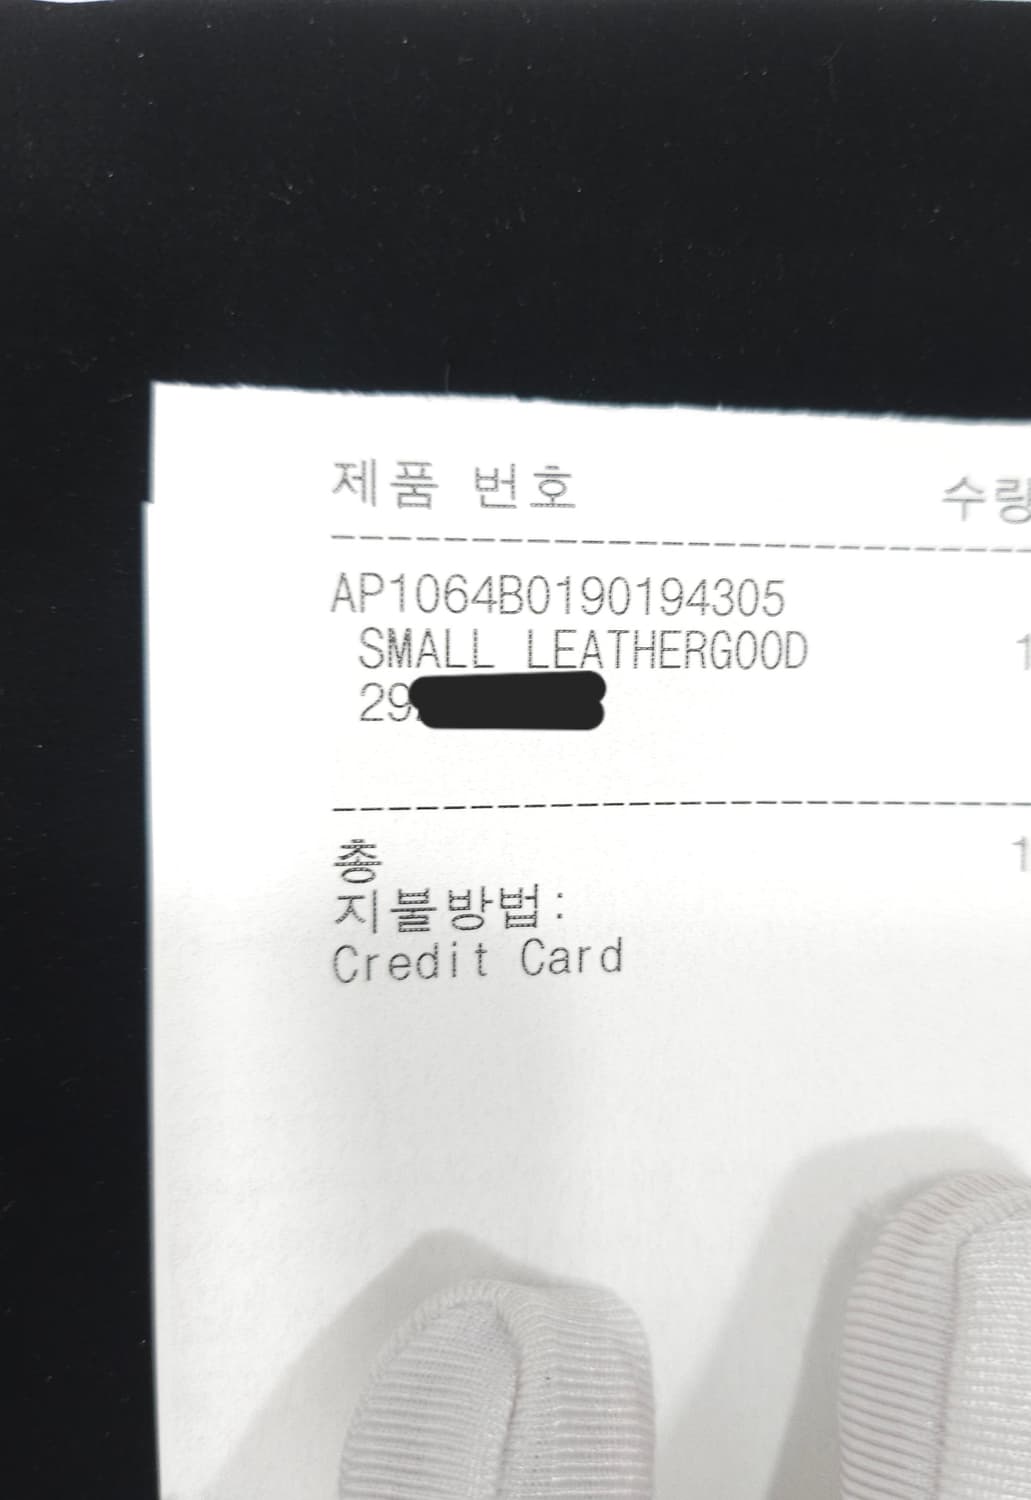 제품 번호 수량
AP1064B0190194305
SMALL LEATHERGOOD 1
29
총 1
지불방법:
Credit Card